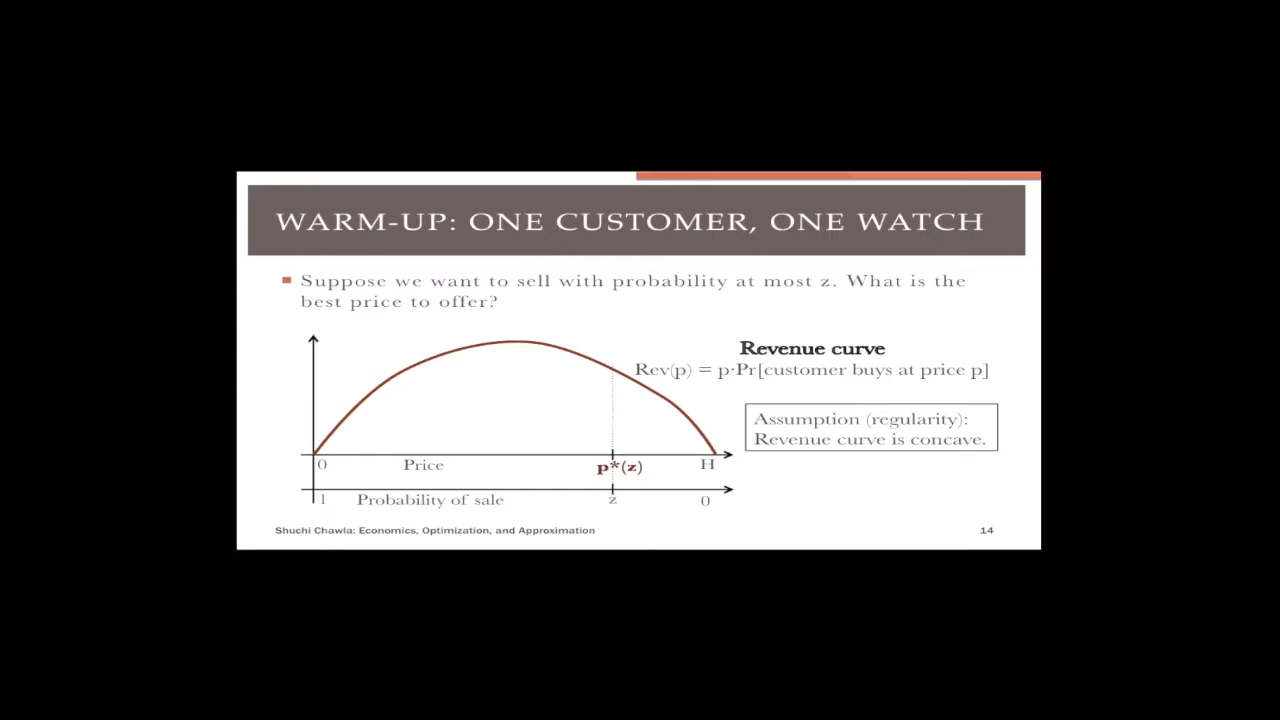 WARM-UP: ONE CUSTOMER, ONE WATCH
Suppose we want to sell with probability at most z. What is the
best price to offer?
Revenue curve
Rev(p) = p·Pr[customer buys at price p]
Assumption (regularity):
Revenue curve is concave.
0 Price p*(z) H
1 Probability of sale z 0
Shuchi Chawla: Economics, Optimization, and Approximation 14